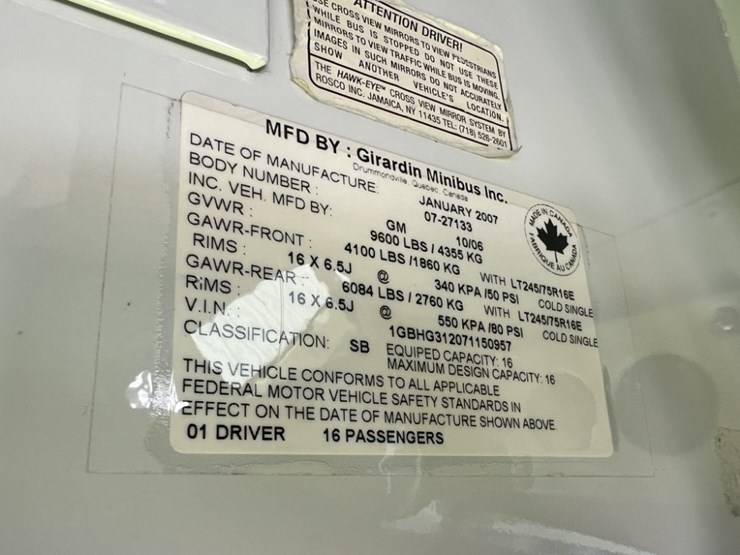 ATTENTION DRIVER!
USE CROSS VIEW MIRRORS TO VIEW PEDESTRIANS
WHILE BUS IS STOPPED DO NOT USE THESE
MIRRORS TO VIEW TRAFFIC WHILE BUS IS MOVING.
IMAGES IN SUCH MIRRORS DO NOT ACCURATELY
SHOW ANOTHER VEHICLE'S LOCATION.
THE HAWK-EYE™ CROSS VIEW MIRROR SYSTEM BY
ROSCO INC. JAMAICA, NY 11435 TEL: (718) 526-2601
MFD BY : Girardin Minibus Inc.
Drummondville, Quebec, Canada
DATE OF MANUFACTURE: JANUARY 2007
BODY NUMBER : 07-27133
INC. VEH. MFD BY: GM 10/06
GVWR : 9600 LBS / 4355 KG
GAWR-FRONT : 4100 LBS /1860 KG WITH LT245/75R16E
RIMS : 16 X 6.5J @ 340 KPA /50 PSI COLD SINGLE
GAWR-REAR : 6084 LBS / 2760 KG WITH LT245/75R16E
RIMS : 16 X 6.5J @ 550 KPA /80 PSI COLD SINGLE
V.I.N. : 1GBHG312071150957
CLASSIFICATION: SB EQUIPED CAPACITY: 16
MAXIMUM DESIGN CAPACITY: 16
THIS VEHICLE CONFORMS TO ALL APPLICABLE
FEDERAL MOTOR VEHICLE SAFETY STANDARDS IN
EFFECT ON THE DATE OF MANUFACTURE SHOWN ABOVE
01 DRIVER 16 PASSENGERS
MADE IN CANADA
FABRIQUÉ AU CANADA